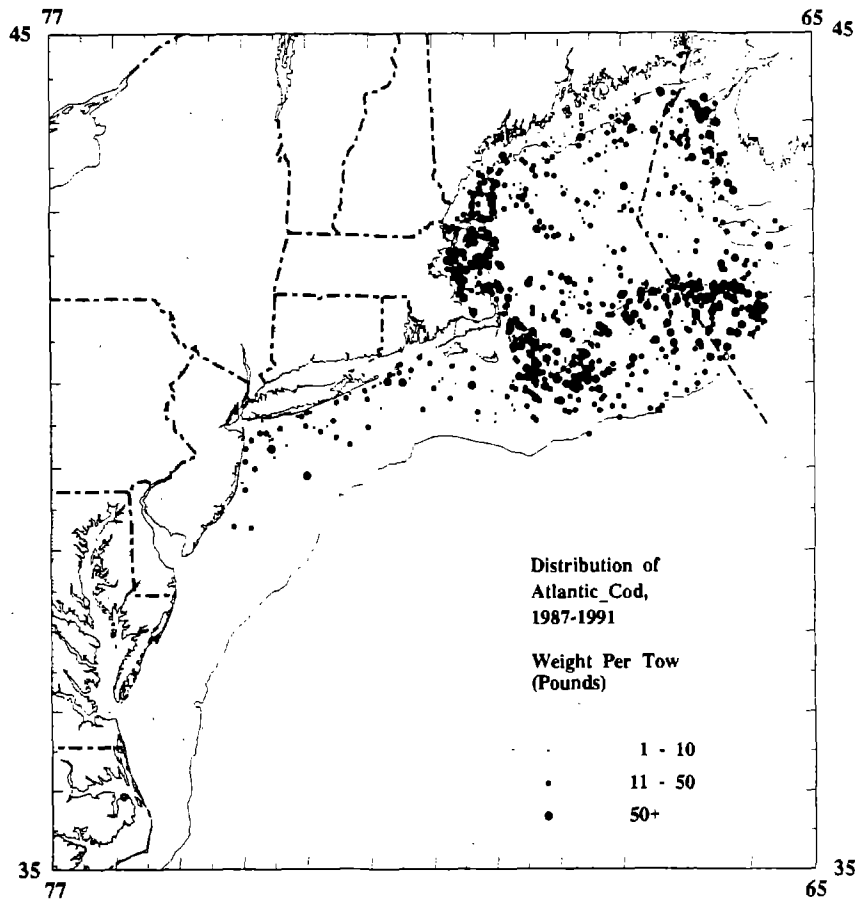 77
65
45
45
Distribution of
Atlantic_Cod,
1987-1991
Weight Per Tow
(Pounds)
1 - 10
11 - 50
50+
35
35
77
65